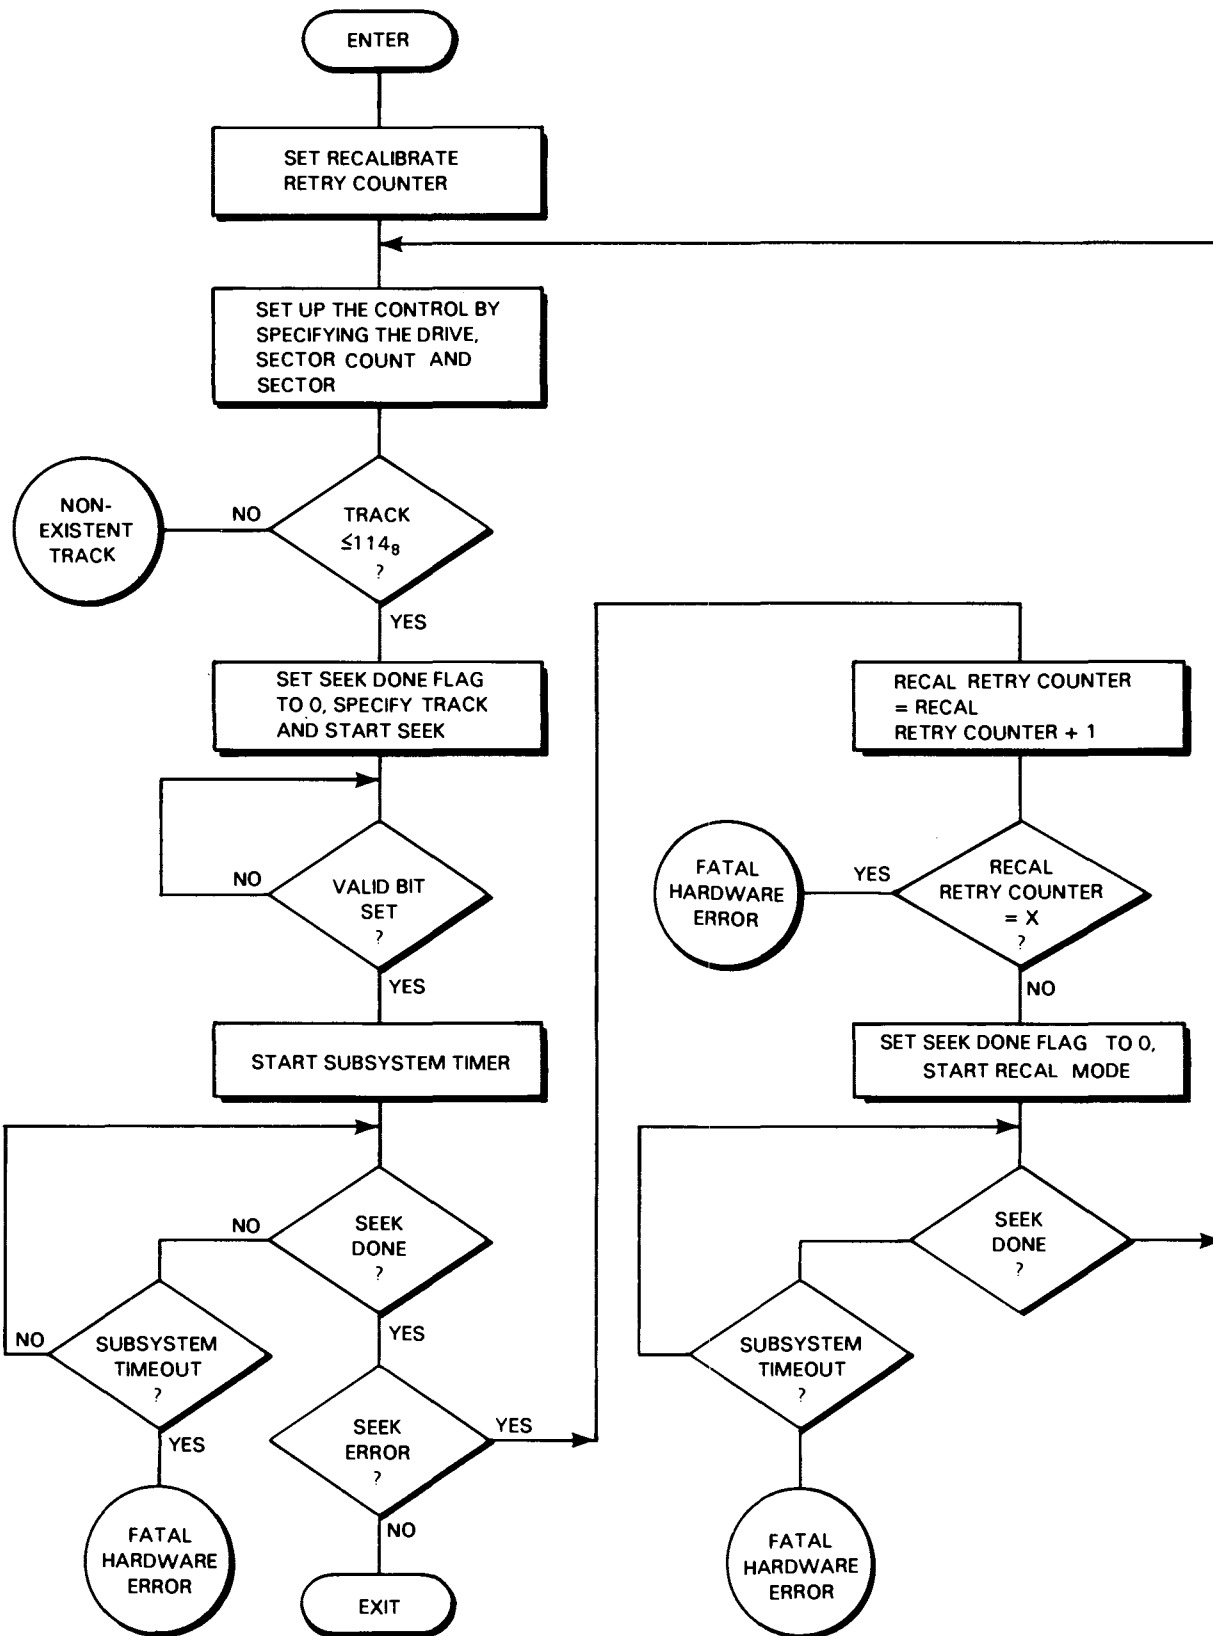 ENTER
SET RECALIBRATE
RETRY COUNTER
SET UP THE CONTROL BY
SPECIFYING THE DRIVE,
SECTOR COUNT AND
SECTOR
NON-
EXISTENT
TRACK
NO
TRACK
≤114₈
?
YES
SET SEEK DONE FLAG
TO 0, SPECIFY TRACK
AND START SEEK
NO
VALID BIT
SET
?
YES
START SUBSYSTEM TIMER
NO
SEEK
DONE
?
YES
NO
SUBSYSTEM
TIMEOUT
?
YES
FATAL
HARDWARE
ERROR
SEEK
ERROR
?
YES
NO
EXIT
RECAL RETRY COUNTER
= RECAL
RETRY COUNTER + 1
FATAL
HARDWARE
ERROR
YES
RECAL
RETRY COUNTER
= X
?
NO
SET SEEK DONE FLAG TO 0,
START RECAL MODE
SEEK
DONE
?
SUBSYSTEM
TIMEOUT
?
FATAL
HARDWARE
ERROR